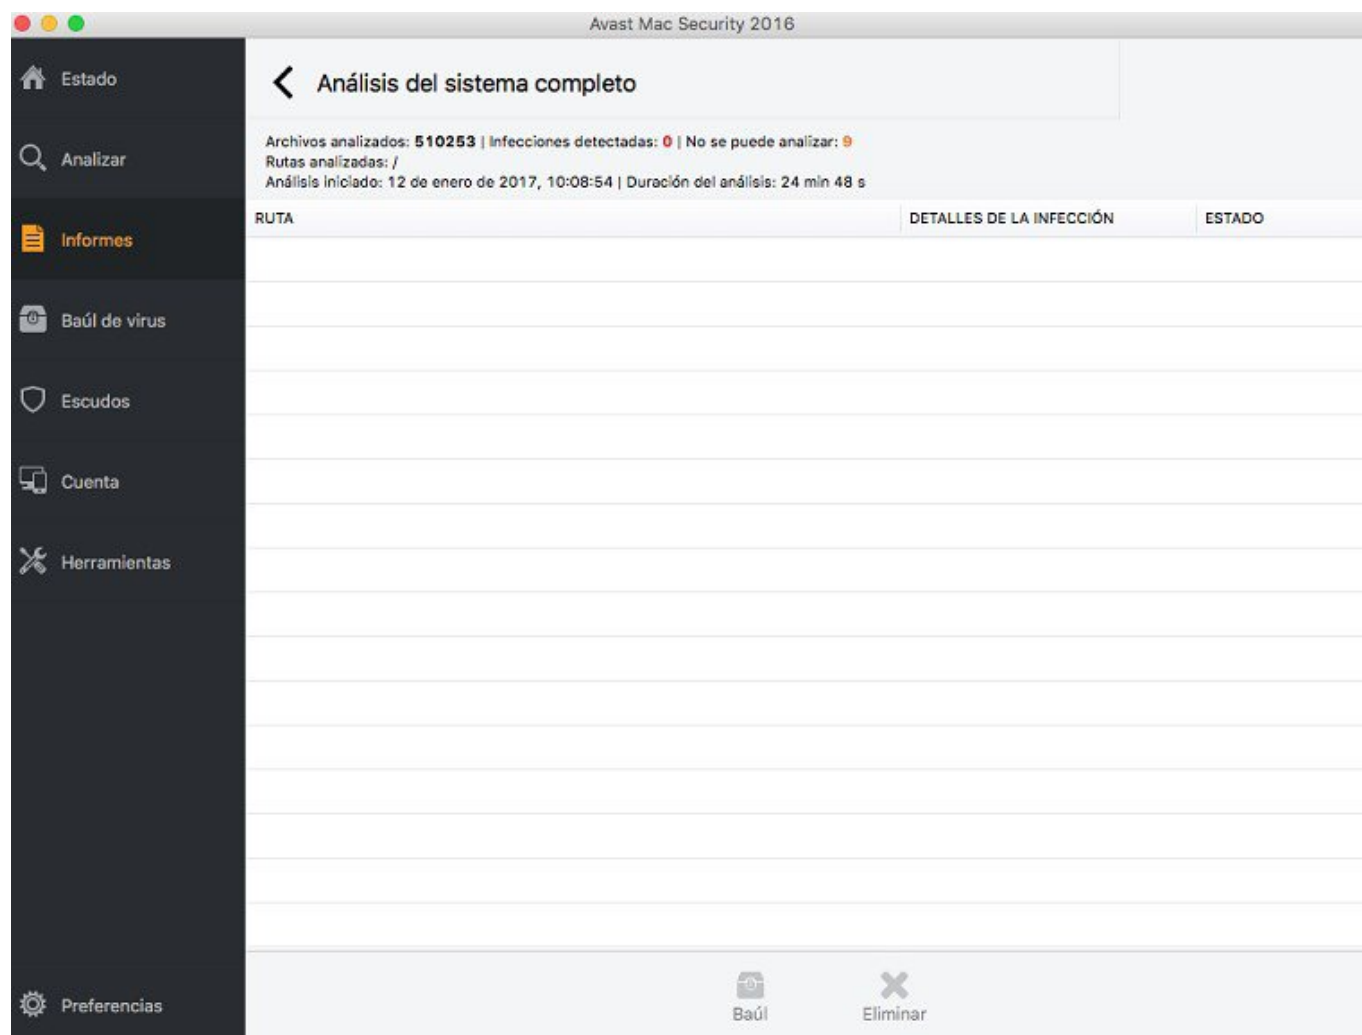 Avast Mac Security 2016
Estado
Analizar
Informes
Baúl de virus
Escudos
Cuenta
Herramientas
Preferencias
Análisis del sistema completo
Archivos analizados: 510253 | Infecciones detectadas: 0 | No se puede analizar: 9
Rutas analizadas: /
Análisis iniciado: 12 de enero de 2017, 10:08:54 | Duración del análisis: 24 min 48 s
RUTA DETALLES DE LA INFECCIÓN ESTADO
Baúl Eliminar